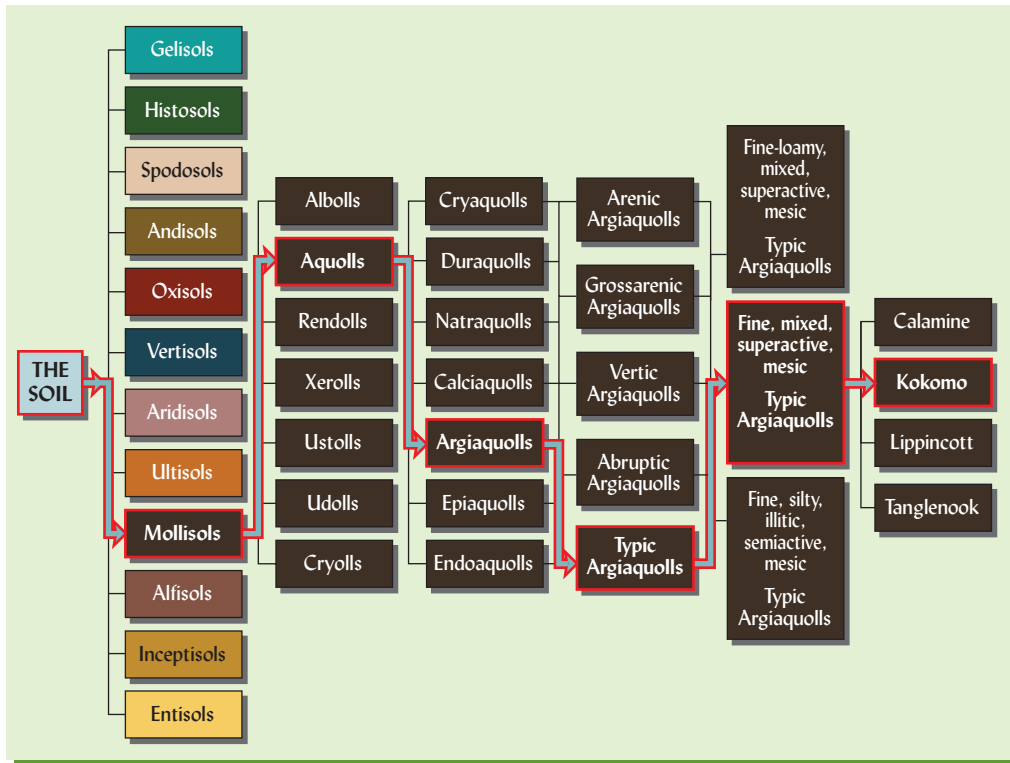 THE
SOIL
Gelisols
Histosols
Spodosols
Andisols
Oxisols
Vertisols
Aridisols
Ultisols
Mollisols
Alfisols
Inceptisols
Entisols
Albolls
Aquolls
Rendolls
Xerolls
Ustolls
Udolls
Cryolls
Cryaquolls
Duraquolls
Natraquolls
Calciaquolls
Argiaquolls
Epiaquolls
Endoaquolls
Arenic
Argiaquolls
Grossarenic
Argiaquolls
Vertic
Argiaquolls
Abruptic
Argiaquolls
Typic
Argiaquolls
Fine-loamy,
mixed,
superactive,
mesic
Typic
Argiaquolls
Fine, mixed,
superactive,
mesic
Typic
Argiaquolls
Fine, silty,
illitic,
semiactive,
mesic
Typic
Argiaquolls
Calamine
Kokomo
Lippincott
Tanglenook